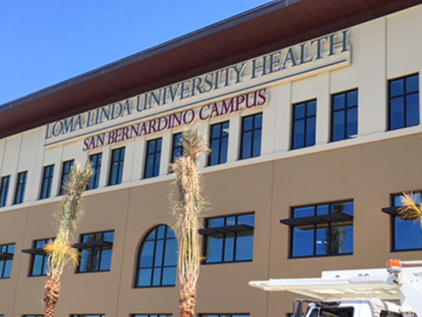 LOMA LINDA UNIVERSITY HEALTH
SAN BERNARDINO CAMPUS